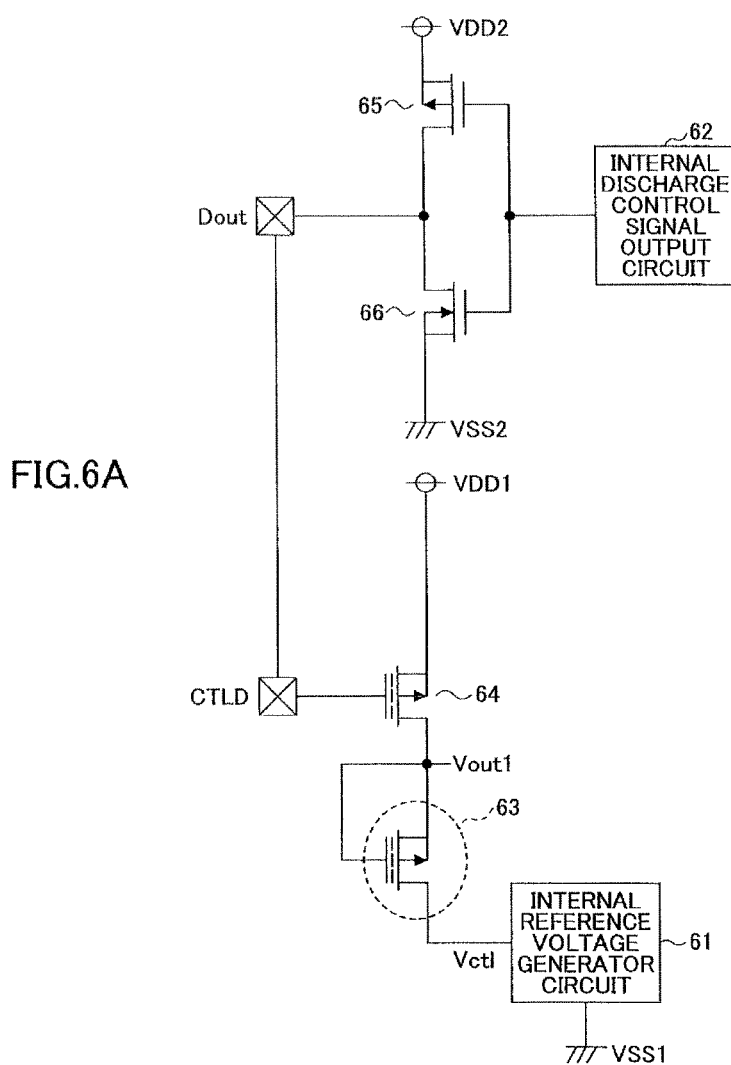 VDD2
65
62
INTERNAL
DISCHARGE
CONTROL
SIGNAL
OUTPUT
CIRCUIT
Dout
66
VSS2
FIG.6A
VDD1
CTLD
64
Vout1
63
INTERNAL
REFERENCE
VOLTAGE
GENERATOR
CIRCUIT
61
Vctl
VSS1